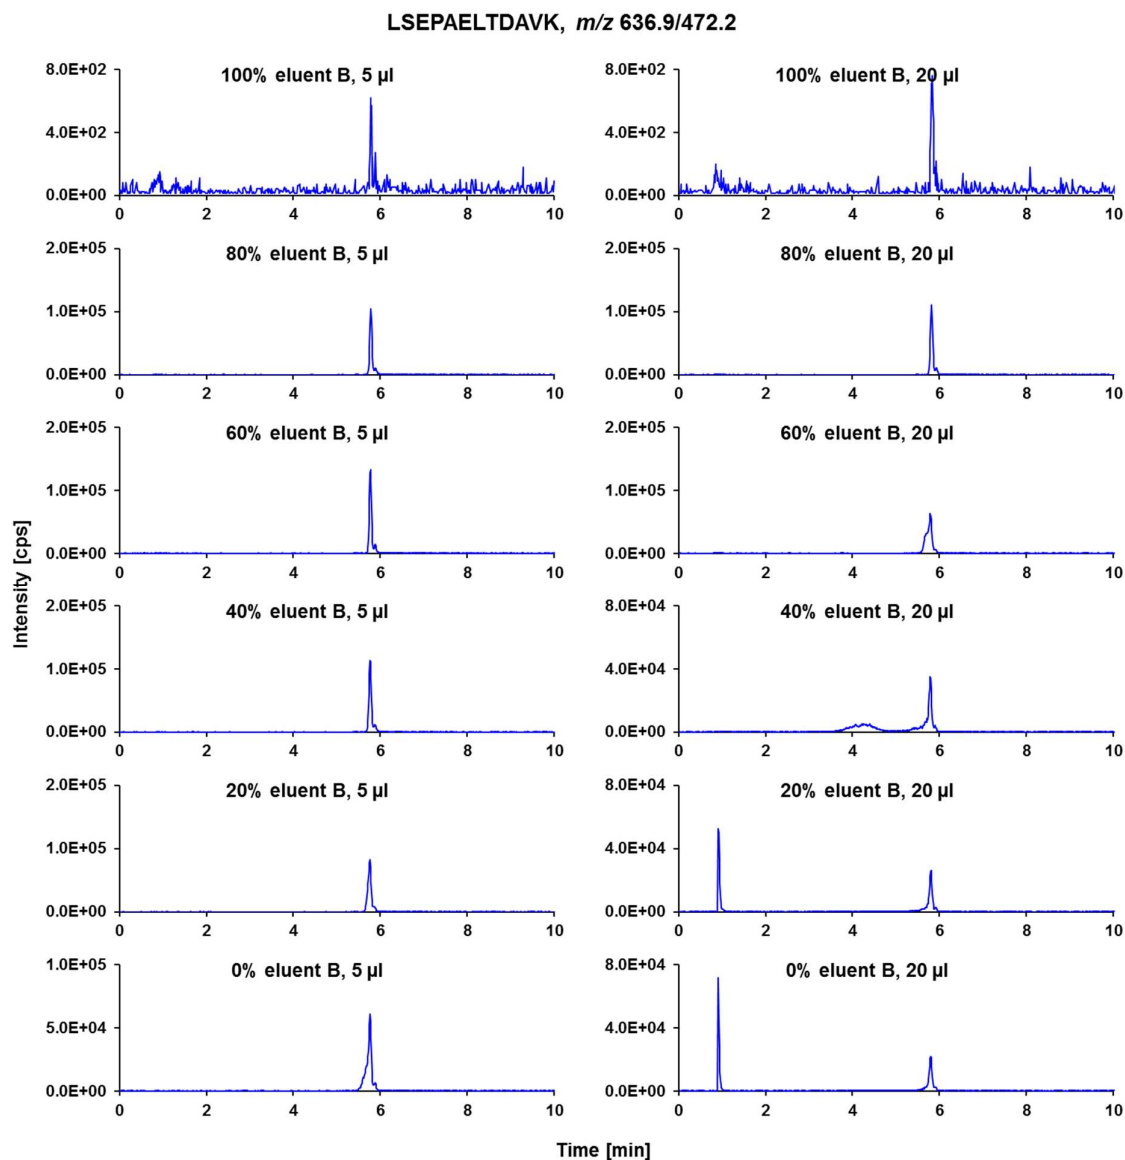 LSEPAELTDAVK, m/z 636.9/472.2
100% eluent B, 5 µl
8.0E+02
4.0E+02
0.0E+00
0 2 4 6 8 10
100% eluent B, 20 µl
8.0E+02
4.0E+02
0.0E+00
0 2 4 6 8 10
80% eluent B, 5 µl
2.0E+05
1.0E+05
0.0E+00
0 2 4 6 8 10
80% eluent B, 20 µl
2.0E+05
1.0E+05
0.0E+00
0 2 4 6 8 10
60% eluent B, 5 µl
2.0E+05
1.0E+05
0.0E+00
0 2 4 6 8 10
60% eluent B, 20 µl
2.0E+05
1.0E+05
0.0E+00
0 2 4 6 8 10
Intensity [cps]
40% eluent B, 5 µl
2.0E+05
1.0E+05
0.0E+00
0 2 4 6 8 10
40% eluent B, 20 µl
8.0E+04
4.0E+04
0.0E+00
0 2 4 6 8 10
20% eluent B, 5 µl
2.0E+05
1.0E+05
0.0E+00
0 2 4 6 8 10
20% eluent B, 20 µl
8.0E+04
4.0E+04
0.0E+00
0 2 4 6 8 10
0% eluent B, 5 µl
1.0E+05
5.0E+04
0.0E+00
0 2 4 6 8 10
0% eluent B, 20 µl
8.0E+04
4.0E+04
0.0E+00
0 2 4 6 8 10
Time [min]